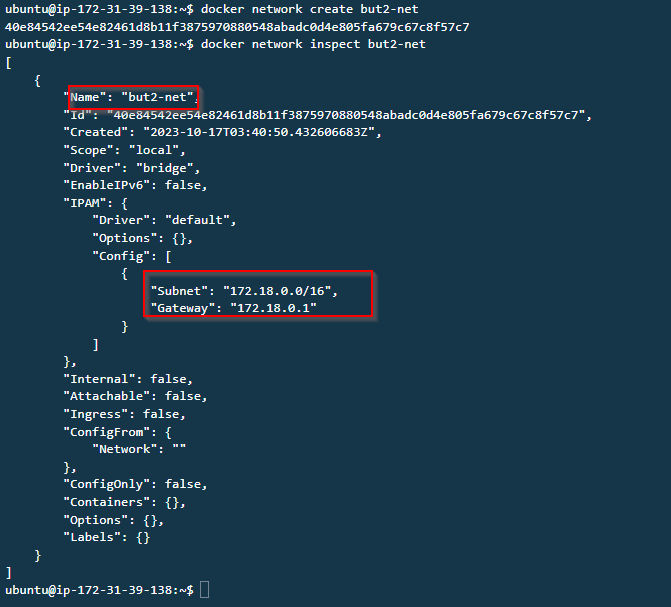 ubuntu@ip-172-31-39-138:~$ docker network create but2-net
40e84542ee54e82461d8b11f3875970880548abadc0d4e805fa679c67c8f57c7
ubuntu@ip-172-31-39-138:~$ docker network inspect but2-net
[
    {
        "Name": "but2-net",
        "Id": "40e84542ee54e82461d8b11f3875970880548abadc0d4e805fa679c67c8f57c7",
        "Created": "2023-10-17T03:40:50.432606683Z",
        "Scope": "local",
        "Driver": "bridge",
        "EnableIPv6": false,
        "IPAM": {
            "Driver": "default",
            "Options": {},
            "Config": [
                {
                    "Subnet": "172.18.0.0/16",
                    "Gateway": "172.18.0.1"
                }
            ]
        },
        "Internal": false,
        "Attachable": false,
        "Ingress": false,
        "ConfigFrom": {
            "Network": ""
        },
        "ConfigOnly": false,
        "Containers": {},
        "Options": {},
        "Labels": {}
    }
]
ubuntu@ip-172-31-39-138:~$